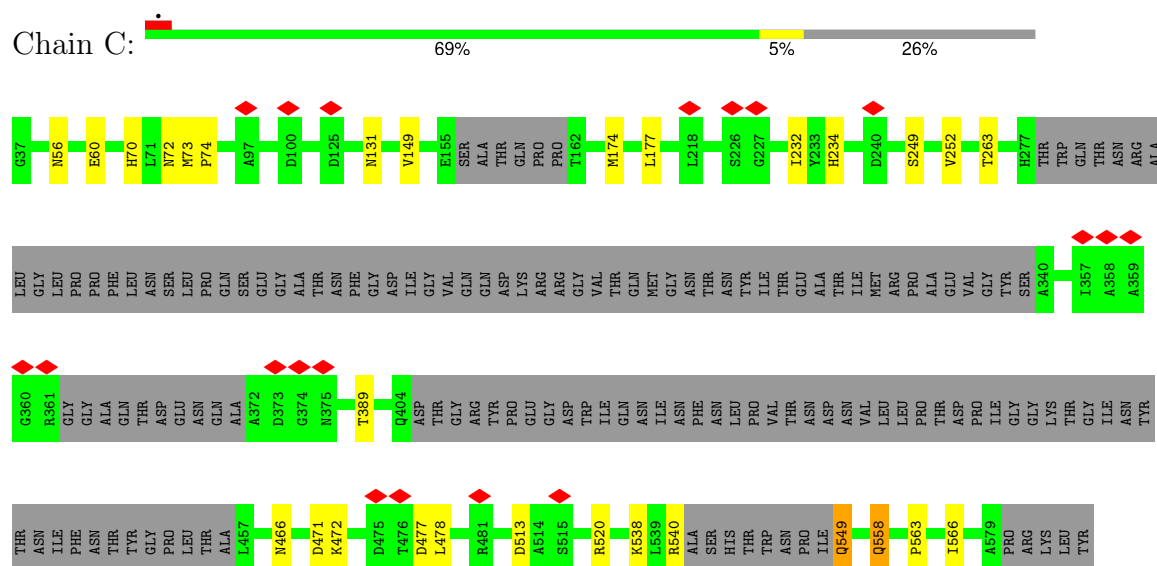 Chain C:
69% 5% 26%
G37 N56 E60 H70 L71 N72 M73 P74 A97 D100 D125 N131 V149 E155 SER ALA THR GLN PRO PRO T162 M174 L177 L218 S226 G227 I232 Y233 H234 D240 S249 V252 T263 H277 THR TRP GLN THR ASN ARG ALA
LEU GLY LEU PRO PRO PHE LEU ASN SER LEU PRO GLN SER GLU GLY ALA THR ASN PHE GLY ASP ILE GLY VAL GLN GLN ASP LYS ARG ARG GLY VAL THR GLN MET GLY ASN THR ASN TYR ILE THR GLU ALA THR ILE MET ARG PRO ALA GLU VAL GLY TYR SER A340 I357 A358 A359
G360 R361 GLY GLY ALA GLN THR ASP GLU ASN GLN ALA A372 D373 G374 N375 T389 Q404 ASP THR GLY ARG TYR PRO GLU GLY ASP TRP ILE GLN ASN ILE ASN PHE ASN LEU PRO VAL THR ASN ASP ASN VAL LEU LEU PRO THR ASP PRO ILE GLY GLY LYS THR GLY ILE ASN TYR
THR ASN ILE PHE ASN THR TYR GLY PRO LEU THR ALA L457 N466 D471 K472 D475 T476 D477 L478 R481 D513 A514 S515 R520 K538 L539 R540 ALA SER HIS THR TRP ASN PRO ILE Q549 Q558 P563 I566 A579 PRO ARG LYS LEU TYR